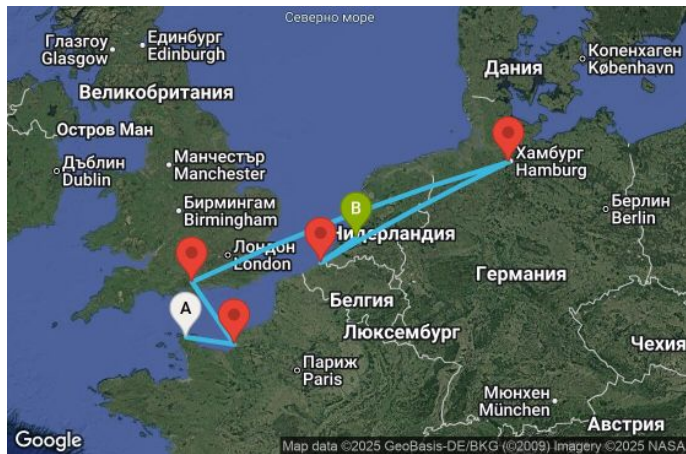 Северно море
Глазгоу
Glasgow
Единбург
Edinburgh
Копенхаген
København
Дания
Великобритания
Остров Ман
Дъблин
Dublin
Манчестър
Manchester
Хамбург
Hamburg
Бирмингам
Birmingham
Берлин
Berlin
B
Нидерландия
Лондон
London
Германия
Белгия
A
Люксембург
Чехия
Париж
Paris
Мюнхен
München
Австрия
Google
Map data ©2025 GeoBasis-DE/BKG (©2009) Imagery ©2025 NASA